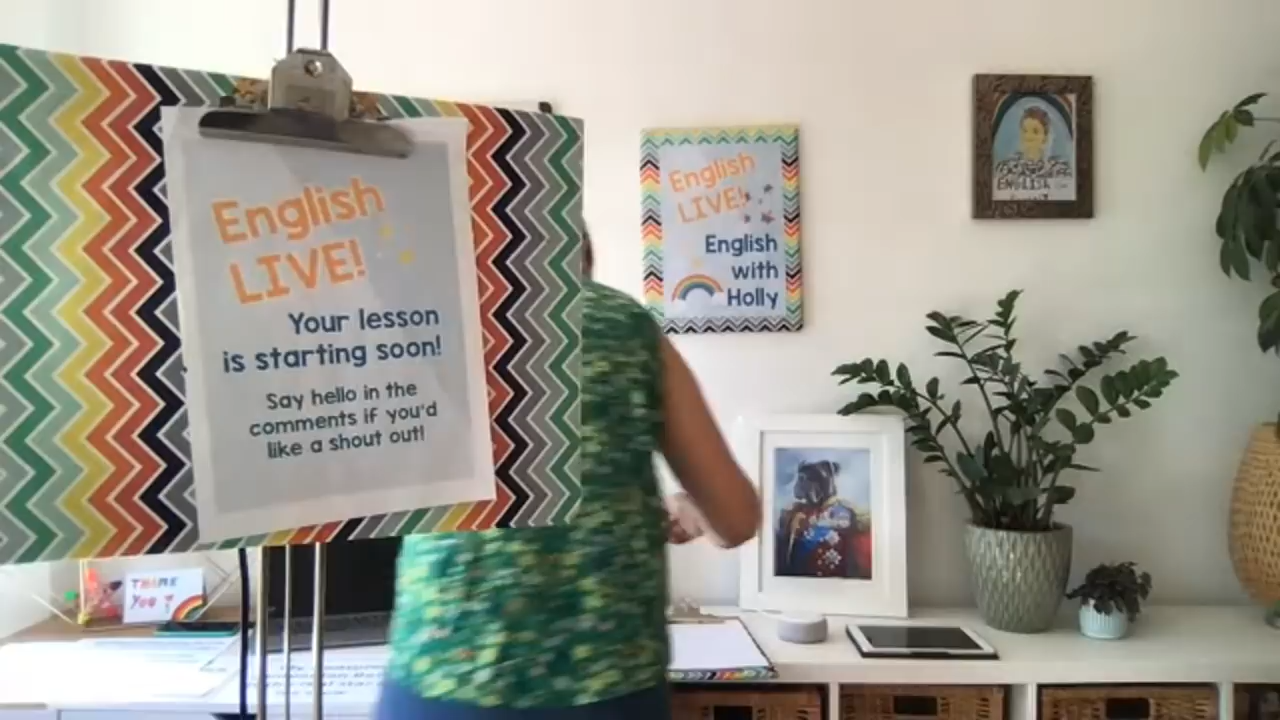 English
LIVE!
Your lesson
is starting soon!
Say hello in the
comments if you'd
like a shout out!
English
LIVE!
English
with
Holly
ENGLISH
THANK
YOU